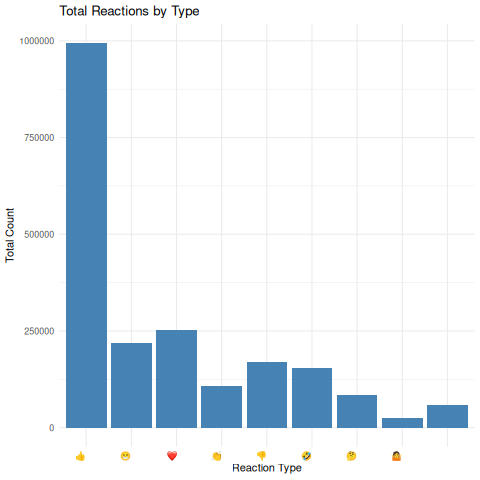 Total Reactions by Type
Total Count
1000000
750000
500000
250000
0
👍 😁 ❤️ 👏 👎 🤣 🤔 🤷
Reaction Type